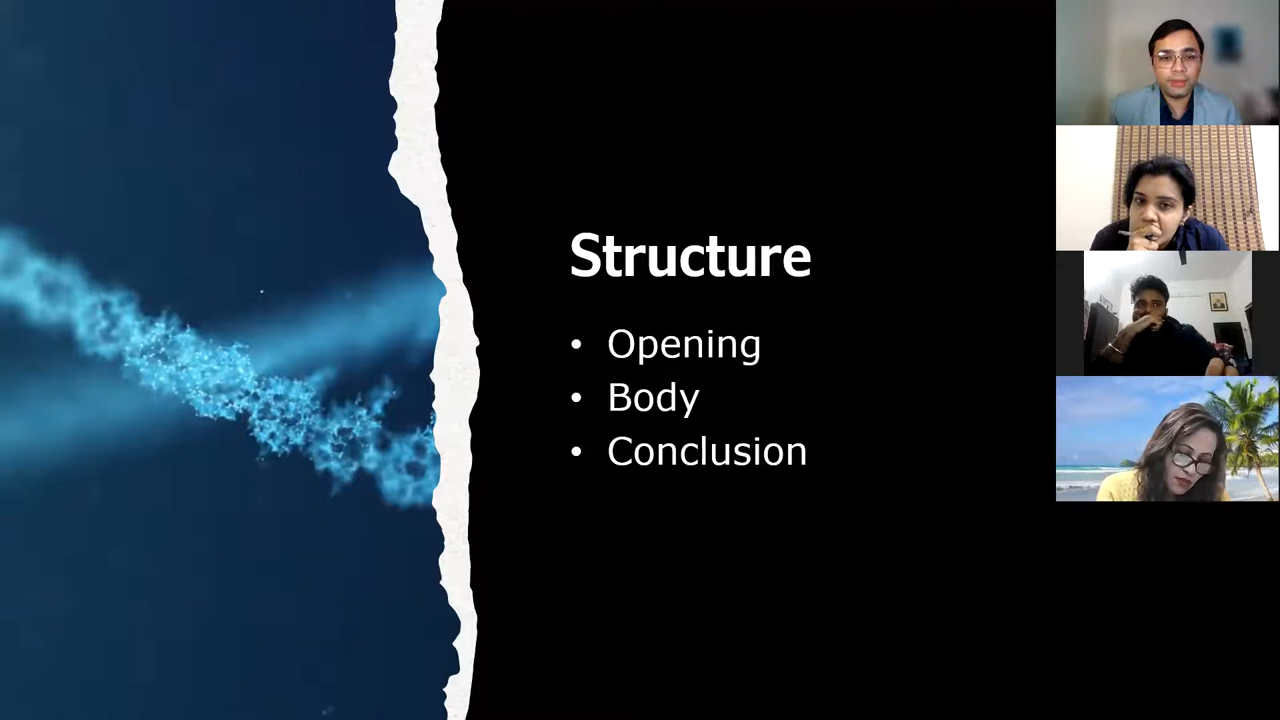 Structure
• Opening
• Body
• Conclusion